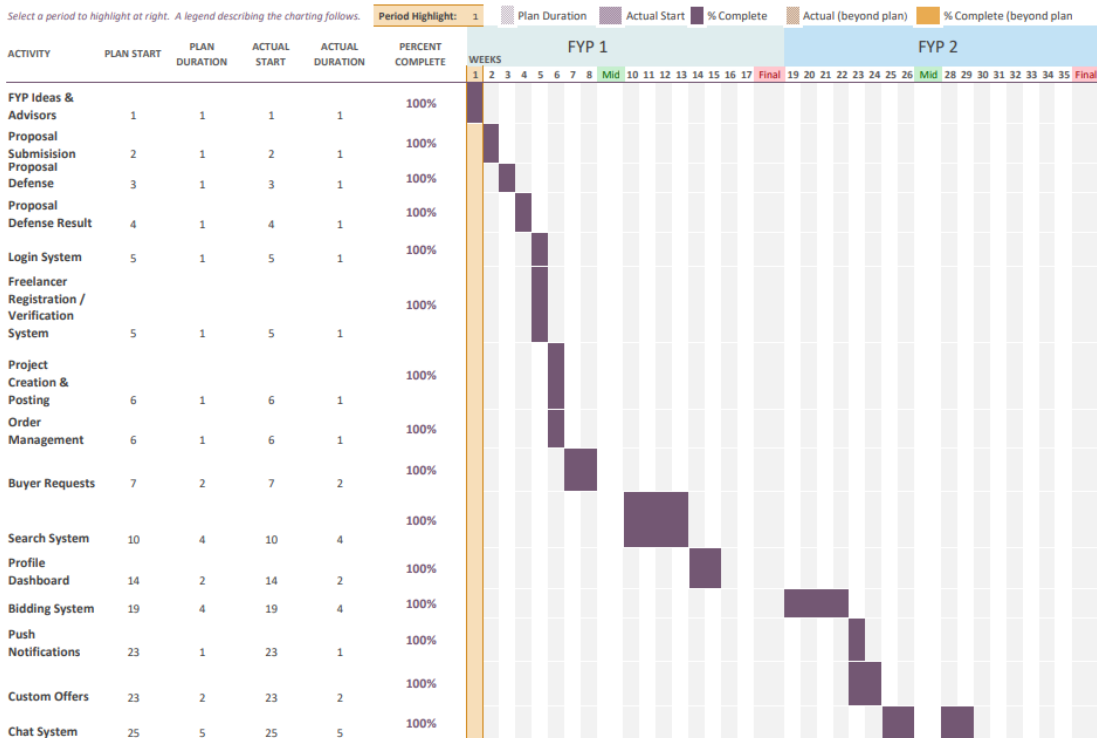 Select a period to highlight at right.  A legend describing the charting follows. Period Highlight: 1 Plan Duration Actual Start % Complete Actual (beyond plan) % Complete (beyond plan
ACTIVITY PLAN START PLAN DURATION ACTUAL START ACTUAL DURATION PERCENT COMPLETE WEEKS FYP 1 FYP 2
1 2 3 4 5 6 7 8 Mid 10 11 12 13 14 15 16 17 Final 19 20 21 22 23 24 25 26 Mid 28 29 30 31 32 33 34 35 Final
FYP Ideas &
Advisors 1 1 1 1 100%
Proposal
Submisision 2 1 2 1 100%
Proposal
Defense 3 1 3 1 100%
Proposal
Defense Result 4 1 4 1 100%
Login System 5 1 5 1 100%
Freelancer
Registration /
Verification
System 5 1 5 1 100%
Project
Creation &
Posting 6 1 6 1 100%
Order
Management 6 1 6 1 100%
Buyer Requests 7 2 7 2 100%
Search System 10 4 10 4 100%
Profile
Dashboard 14 2 14 2 100%
Bidding System 19 4 19 4 100%
Push
Notifications 23 1 23 1 100%
Custom Offers 23 2 23 2 100%
Chat System 25 5 25 5 100%